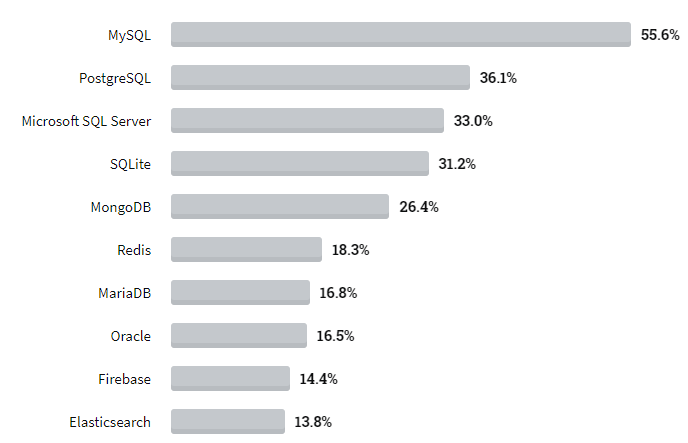 MySQL 55.6%
PostgreSQL 36.1%
Microsoft SQL Server 33.0%
SQLite 31.2%
MongoDB 26.4%
Redis 18.3%
MariaDB 16.8%
Oracle 16.5%
Firebase 14.4%
Elasticsearch 13.8%